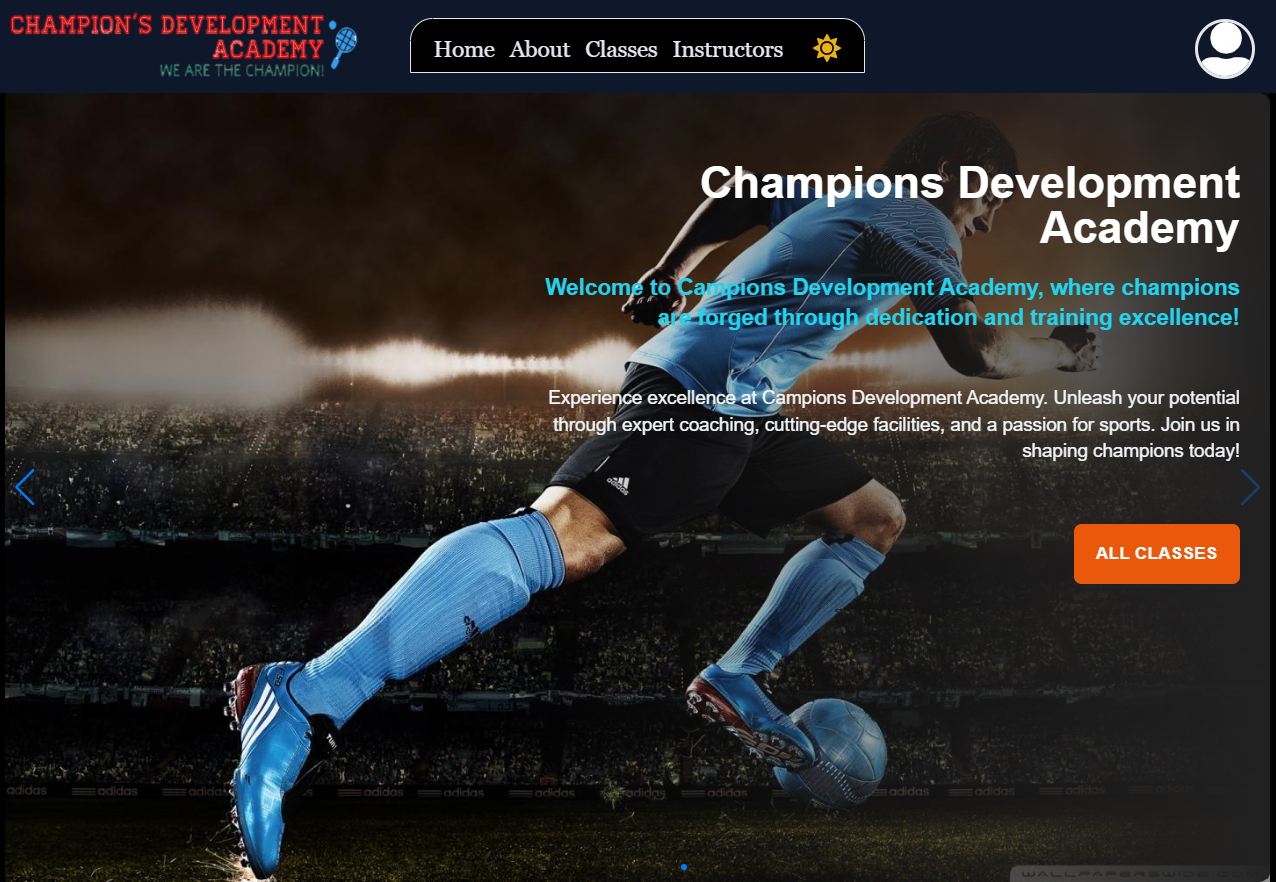 CHAMPION'S DEVELOPMENT
ACADEMY
WE ARE THE CHAMPION!
Home About Classes Instructors
Champions Development
Academy
Welcome to Campions Development Academy, where champions
are forged through dedication and training excellence!
Experience excellence at Campions Development Academy. Unleash your potential
through expert coaching, cutting-edge facilities, and a passion for sports. Join us in
shaping champions today!
adidas
ALL CLASSES
adidas adidas adidas adidas adidas adidas adidas adidas adidas adidas adidas
WALLPAPERSWIDE.COM